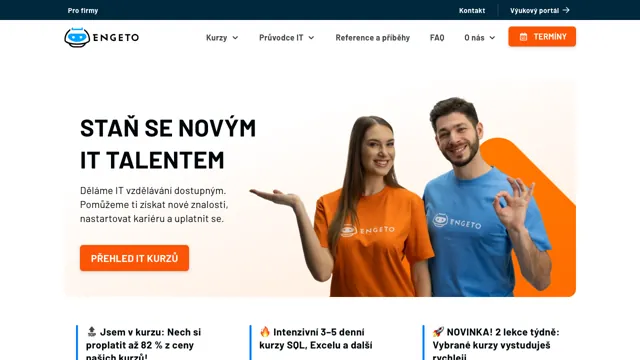 Pro firmy
Kontakt
Výukový portál
ENGETO
Kurzy
Průvodce IT
Reference a příběhy
FAQ
O nás
TERMÍNY
STAŇ SE NOVÝM
IT TALENTEM
Děláme IT vzdělávání dostupným.
Pomůžeme ti získat nové znalosti,
nastartovat kariéru a uplatnit se.
PŘEHLED IT KURZŮ
ENGETO
ENGETO
Jsem v kurzu: Nech si
proplatit až 82 % z ceny
našich kurzů!
🔥 Intenzivní 3–5 denní
kurzy SQL, Excelu a další
🚀 NOVINKA! 2 lekce týdně:
Vybrané kurzy vystuduješ
rychleji